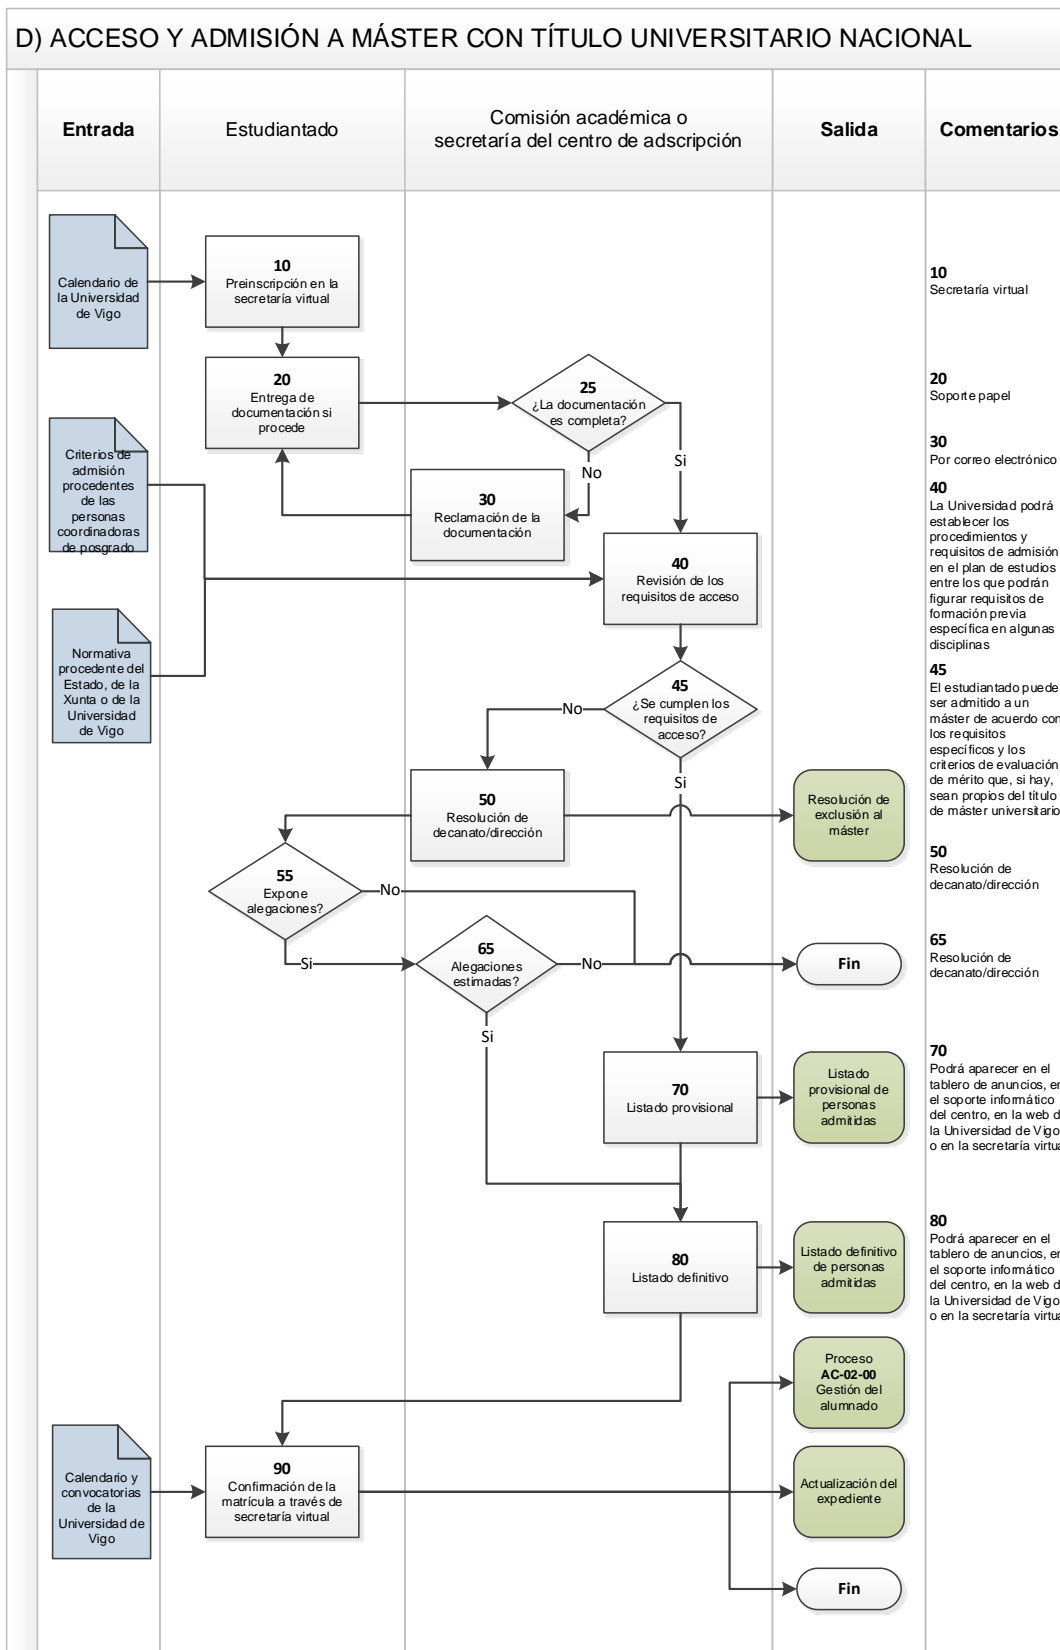 D) ACCESO Y ADMISIÓN A MÁSTER CON TÍTULO UNIVERSITARIO NACIONAL
Entrada
Estudiantado
Comisión académica o
secretaría del centro de adscripción
Salida
Comentarios
Calendario de
la Universidad
de Vigo
10
Preinscripción en la
secretaría virtual
10
Secretaría virtual
20
Entrega de
documentación si
procede
25
¿La documentación
es completa?
20
Soporte papel
Criterios de
admisión
procedentes
de las
personas
coordinadoras
de posgrado
No
Si
30
Reclamación de la
documentación
30
Por correo electrónico
40
Revisión de los
requisitos de acceso
40
La Universidad podrá
establecer los
procedimientos y
requisitos de admisión
en el plan de estudios
entre los que podrán
figurar requisitos de
formación previa
específica en algunas
disciplinas
Normativa
procedente del
Estado, de la
Xunta o de la
Universidad
de Vigo
45
¿Se cumplen los
requisitos de
acceso?
No
Si
45
El estudiantado puede
ser admitido a un
máster de acuerdo con
los requisitos
específicos y los
criterios de evaluación
de mérito que, si hay,
sean propios del título
de máster universitario
50
Resolución de
decanato/dirección
Resolución de
exclusión al
máster
50
Resolución de
decanato/dirección
55
Expone
alegaciones?
No
Si
65
Alegaciones
estimadas?
No
Si
Fin
65
Resolución de
decanato/dirección
70
Listado provisional
Listado
provisional de
personas
admitidas
70
Podrá aparecer en el
tablero de anuncios, en
el soporte informático
del centro, en la web d
la Universidad de Vigo
o en la secretaría virtua
80
Listado definitivo
Listado definitivo
de personas
admitidas
80
Podrá aparecer en el
tablero de anuncios, en
el soporte informático
del centro, en la web d
la Universidad de Vigo
o en la secretaría virtua
Proceso
AC-02-00
Gestión del
alumnado
Calendario y
convocatorias
de la
Universidad de
Vigo
90
Confirmación de la
matrícula a través de
secretaría virtual
Actualización del
expediente
Fin